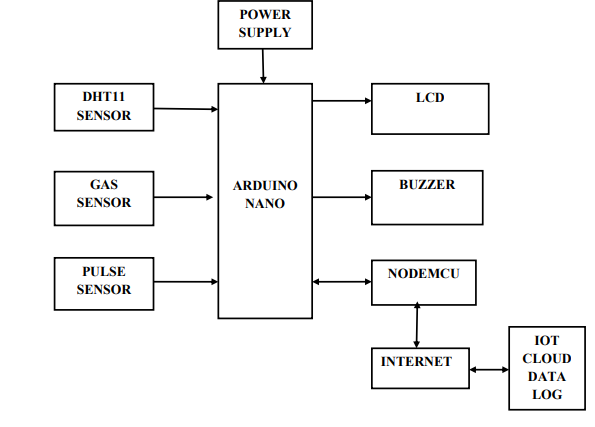 POWER
SUPPLY
DHT11
SENSOR
LCD
GAS
SENSOR
ARDUINO
NANO
BUZZER
PULSE
SENSOR
NODEMCU
INTERNET
IOT
CLOUD
DATA
LOG